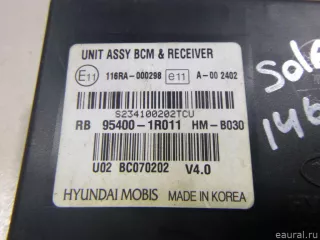 UNIT ASSY BCM & RECEIVER
E11 116RA-000298 e11 A-00 2402
S234100202TCU
RB 95400-1R011 HM-B030
U02 BC070202 V4.0
HYUNDAI MOBIS MADE IN KOREA
146
© eaural.ru